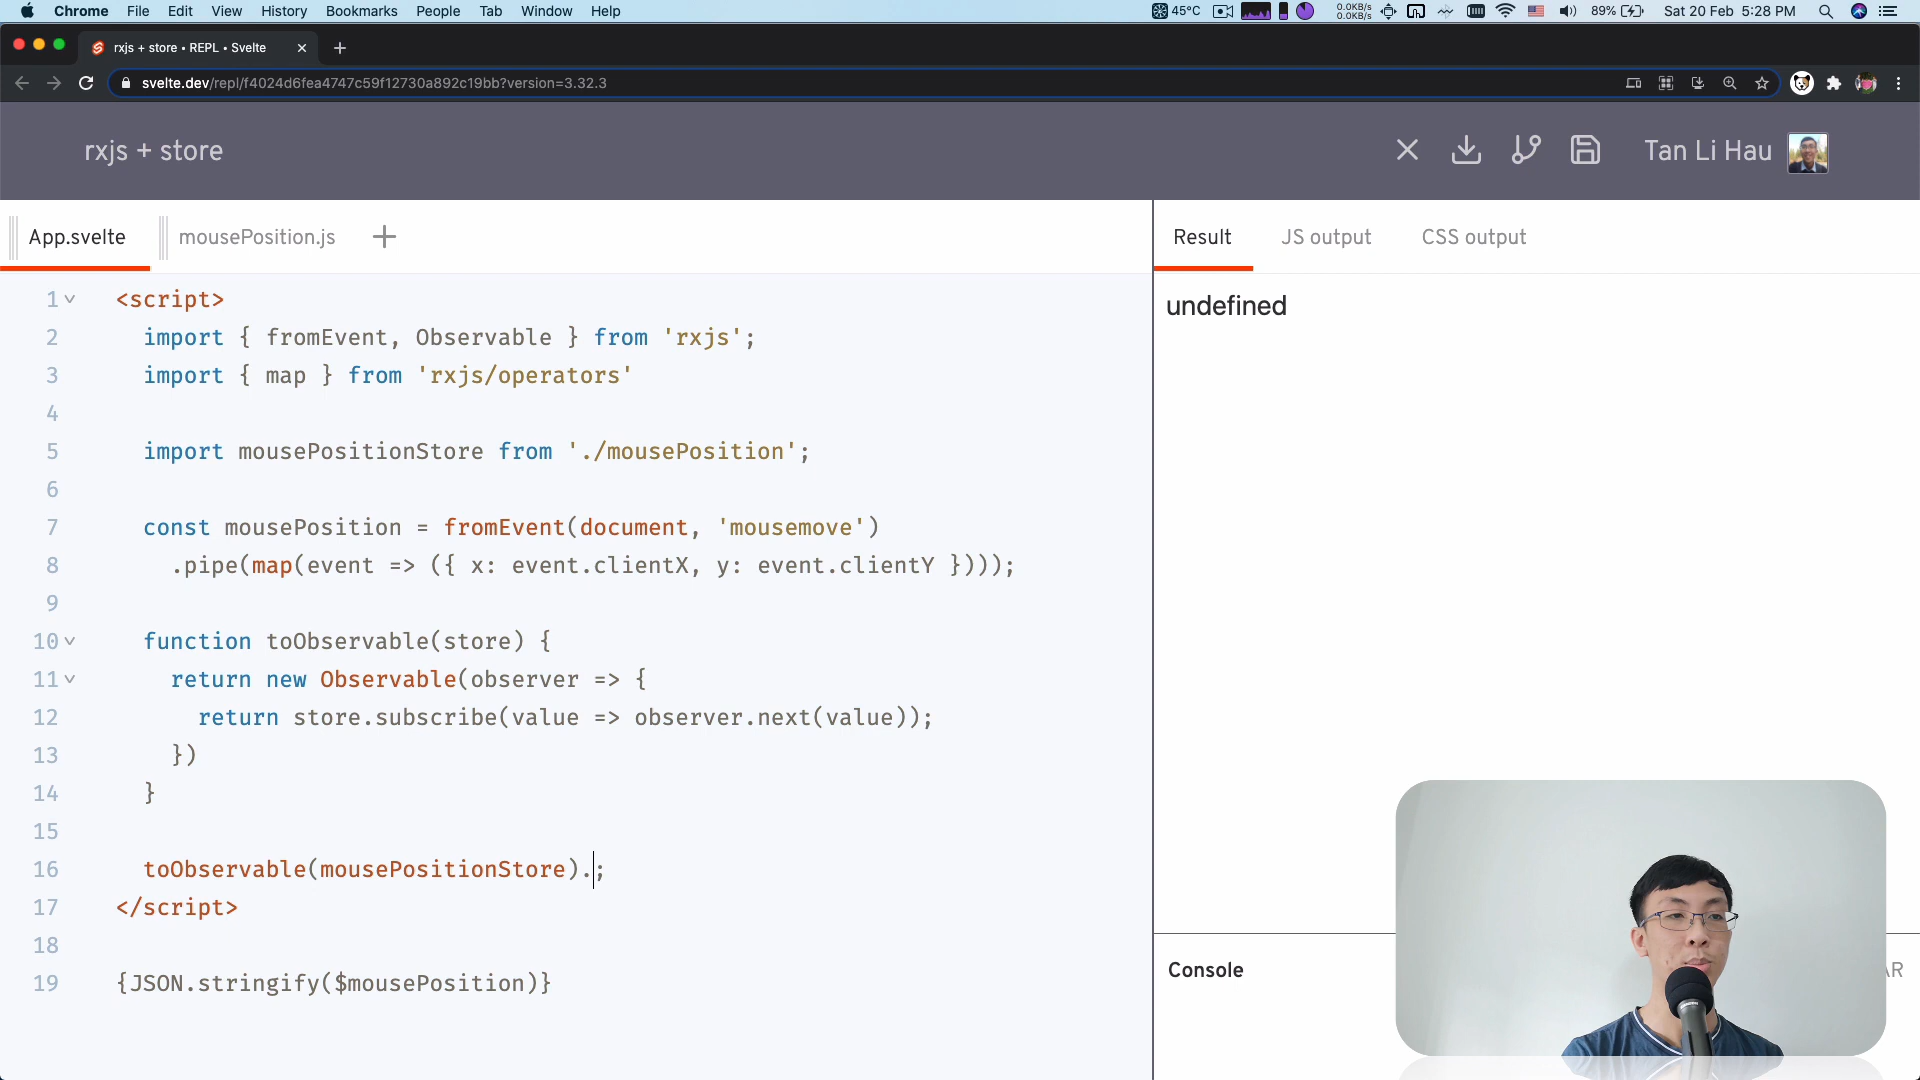 Chrome File Edit View History Bookmarks People Tab Window Help 45°C 0.0KB/s 0.0KB/s 89% Sat 20 Feb 5:28 PM
rxjs + store • REPL • Svelte
svelte.dev/repl/f4024d6fea4747c59f12730a892c19bb?version=3.32.3
rxjs + store Tan Li Hau
App.svelte mousePosition.js Result JS output CSS output
1 <script>
2 import { fromEvent, Observable } from 'rxjs';
3 import { map } from 'rxjs/operators'
4
5 import mousePositionStore from './mousePosition';
6
7 const mousePosition = fromEvent(document, 'mousemove')
8 .pipe(map(event => ({ x: event.clientX, y: event.clientY })));
9
10 function toObservable(store) {
11 return new Observable(observer => {
12 return store.subscribe(value => observer.next(value));
13 })
14 }
15
16 toObservable(mousePositionStore).;
17 </script>
18
19 {JSON.stringify($mousePosition)}
undefined
Console